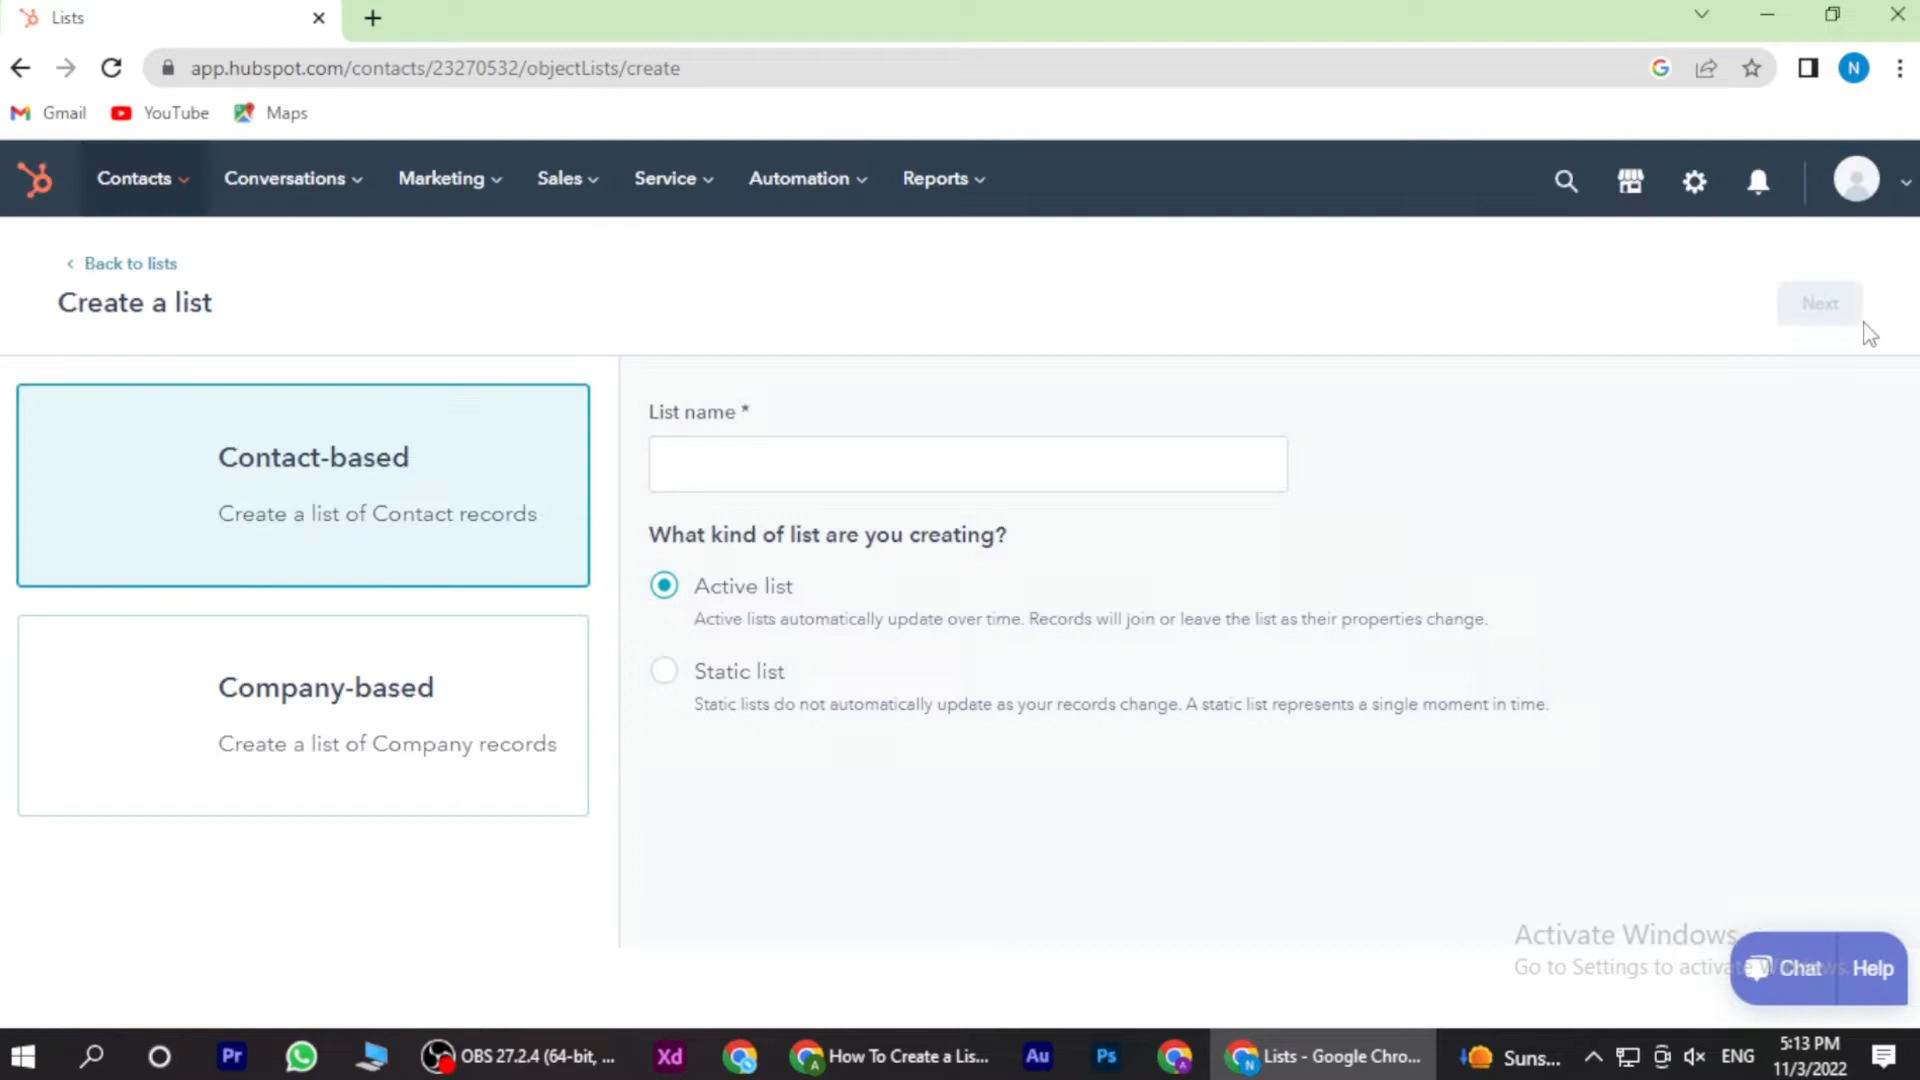 Lists
app.hubspot.com/contacts/23270532/objectLists/create
N
Gmail YouTube Maps
Contacts Conversations Marketing Sales Service Automation Reports
Back to lists
Create a list
Next
Contact-based
Create a list of Contact records
Company-based
Create a list of Company records
List name *
What kind of list are you creating?
Active list
Active lists automatically update over time. Records will join or leave the list as their properties change.
Static list
Static lists do not automatically update as your records change. A static list represents a single moment in time.
Activate Windows
Go to Settings to activate Windows.
Chat Help
Pr OBS 27.2.4 (64-bit, ... Xd How To Create a Lis... Au Ps Lists - Google Chro... Suns... ENG
5:13 PM
11/3/2022